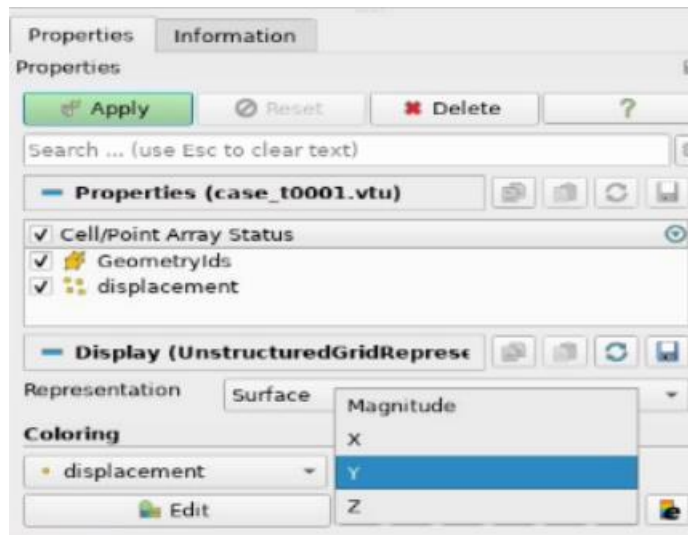 Properties Information
Properties
Apply Reset Delete ?
Search ... (use Esc to clear text)
Properties (case_t0001.vtu)
Cell/Point Array Status
GeometryIds
displacement
Display (UnstructuredGridReprese
Representation Surface
Magnitude
Coloring
X
displacement Y
Edit Z
e